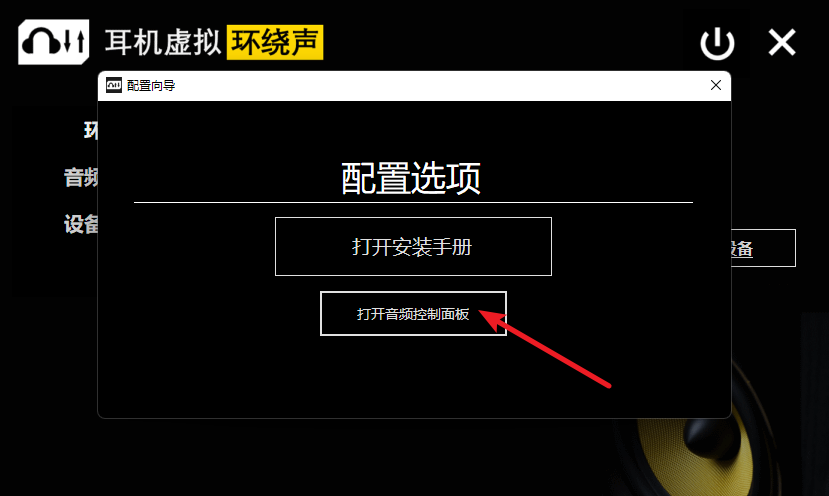 耳机虚拟 环绕声
配置向导
环
音频
设备
配置选项
打开安装手册
设备
打开音频控制面板